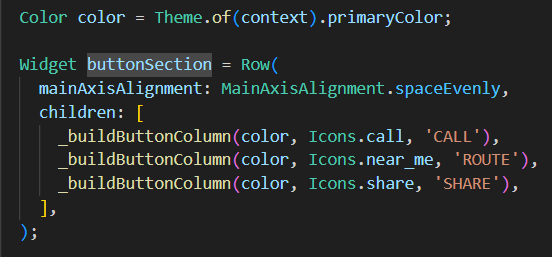 Color color = Theme.of(context).primaryColor;
Widget buttonSection = Row(
mainAxisAlignment: MainAxisAlignment.spaceEvenly,
children: [
_buildButtonColumn(color, Icons.call, 'CALL'),
_buildButtonColumn(color, Icons.near_me, 'ROUTE'),
_buildButtonColumn(color, Icons.share, 'SHARE'),
],
);